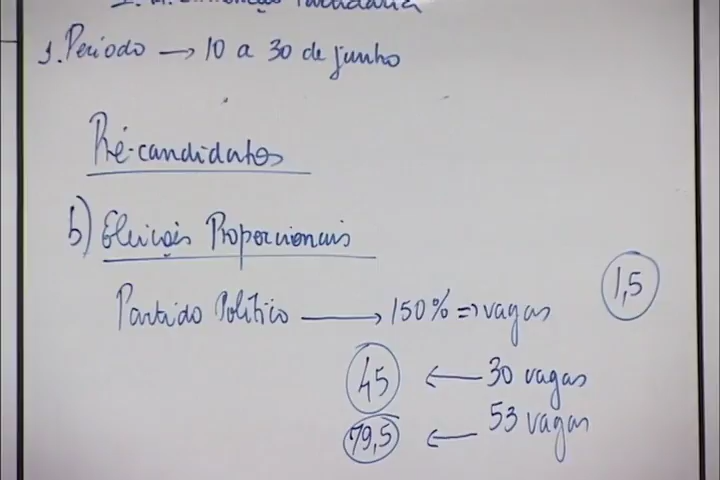 1. Período → 10 a 30 de junho
Pré-candidatos
b) Eleições Proporcionais
Partido Político → 150% => vagas
1,5
45 ← 30 vagas
79,5 ← 53 vagas